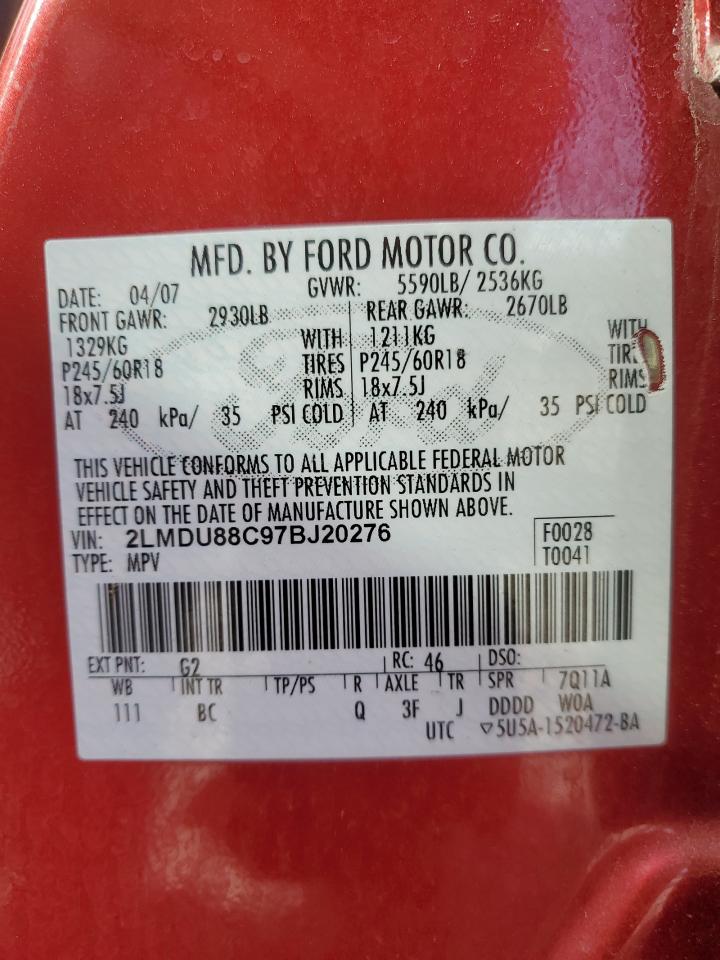 MFD. BY FORD MOTOR CO.
DATE: 04/07 GVWR: 5590LB/ 2536KG
FRONT GAWR: 2930LB REAR GAWR: 2670LB
1329KG WITH 1211KG WITH
P245/60R18 TIRES P245/60R18
18x7.5J RIMS 18x7.5J RIMS
AT 240 kPa/ 35 PSI COLD AT 240 kPa/ 35 PSI COLD
Ford
THIS VEHICLE CONFORMS TO ALL APPLICABLE FEDERAL MOTOR
VEHICLE SAFETY AND THEFT PREVENTION STANDARDS IN
EFFECT ON THE DATE OF MANUFACTURE SHOWN ABOVE.
VIN: 2LMDU88C97BJ20276 F0028
TYPE: MPV T0041
EXT PNT: G2 RC: 46 DSO:
WB INT TR TP/PS R AXLE TR SPR 7Q11A
111 BC Q 3F J DDDD WOA
UTC ▽5U5A-1520472-BA